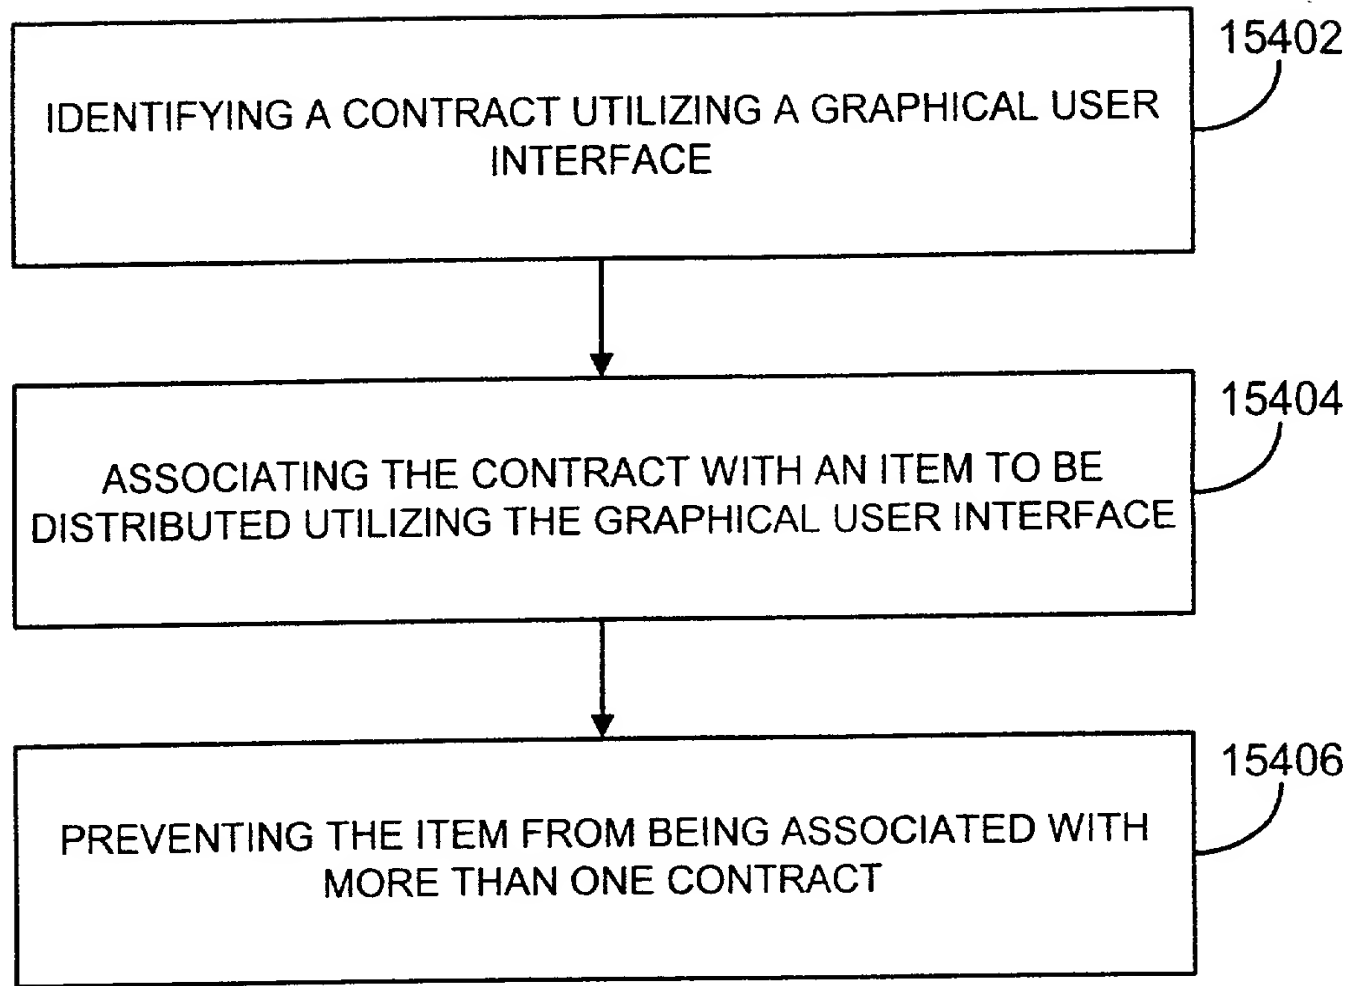 15402
IDENTIFYING A CONTRACT UTILIZING A GRAPHICAL USER
INTERFACE
15404
ASSOCIATING THE CONTRACT WITH AN ITEM TO BE
DISTRIBUTED UTILIZING THE GRAPHICAL USER INTERFACE
15406
PREVENTING THE ITEM FROM BEING ASSOCIATED WITH
MORE THAN ONE CONTRACT